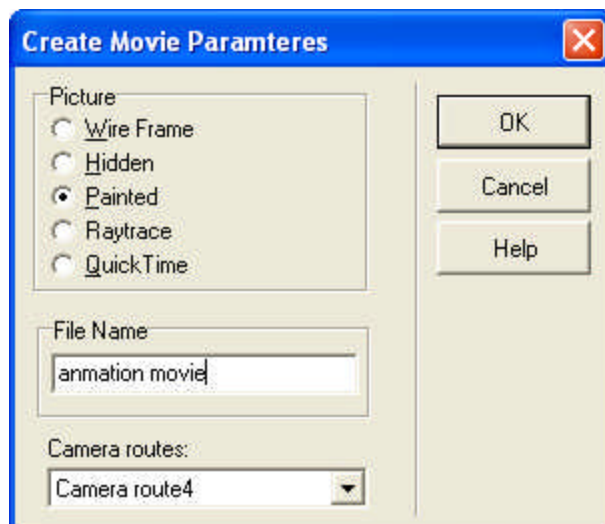 Create Movie Paramteres
Picture
Wire Frame
Hidden
Painted
Raytrace
QuickTime
File Name
anmation movie
Camera routes:
Camera route4
OK
Cancel
Help